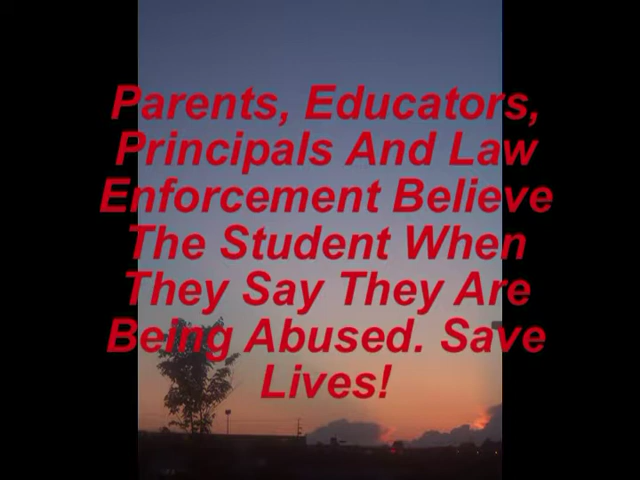 Parents, Educators,
Principals And Law
Enforcement Believe
The Student When
They Say They Are
Being Abused. Save
Lives!